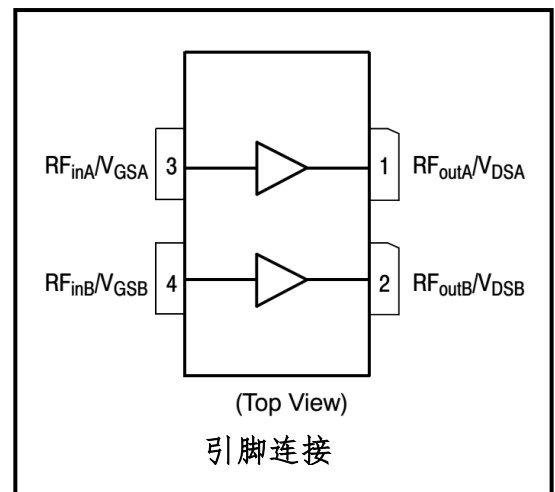 RFinA/VGSA 3 1 RFoutA/VDSA
RFinB/VGSB 4 2 RFoutB/VDSB
(Top View)
引脚连接